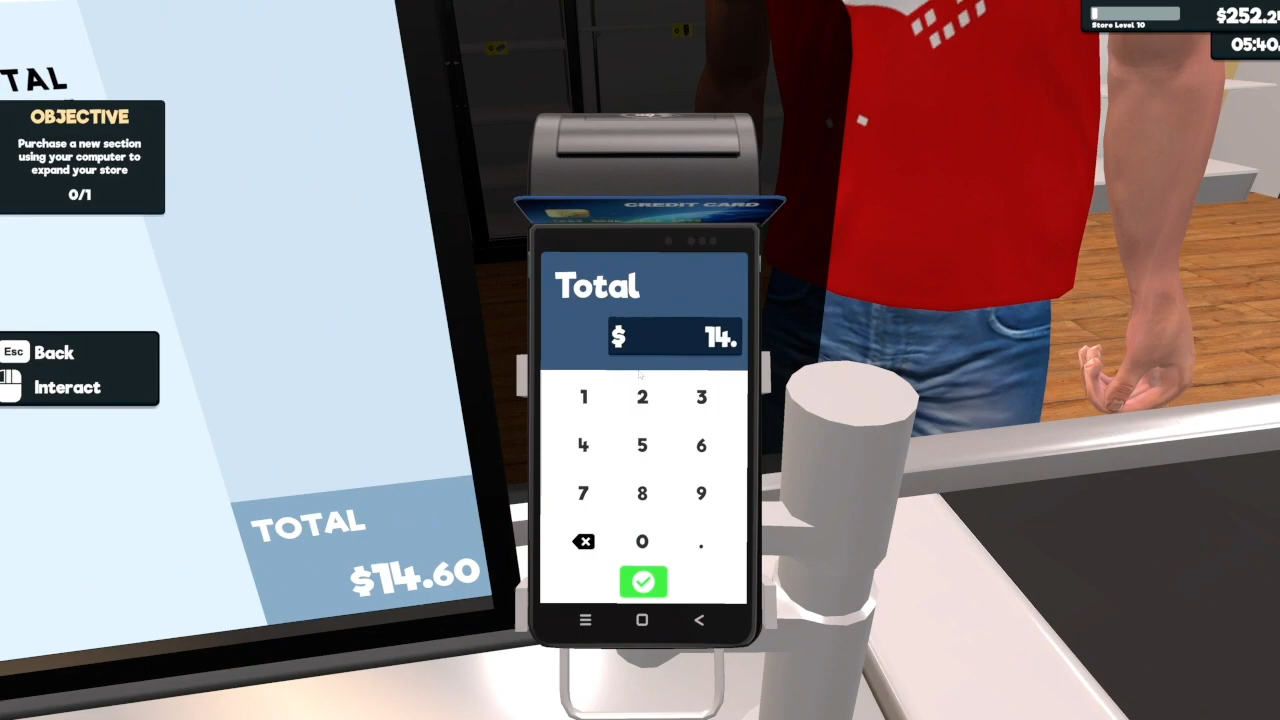 TAL
OBJECTIVE
Purchase a new section
using your computer to
expand your store
0/1
Esc Back
Interact
TOTAL
$14.60
CREDIT CARD
Total
$ 14.
1 2 3
4 5 6
7 8 9
0 .
Store Level 10
$252.2
05:40